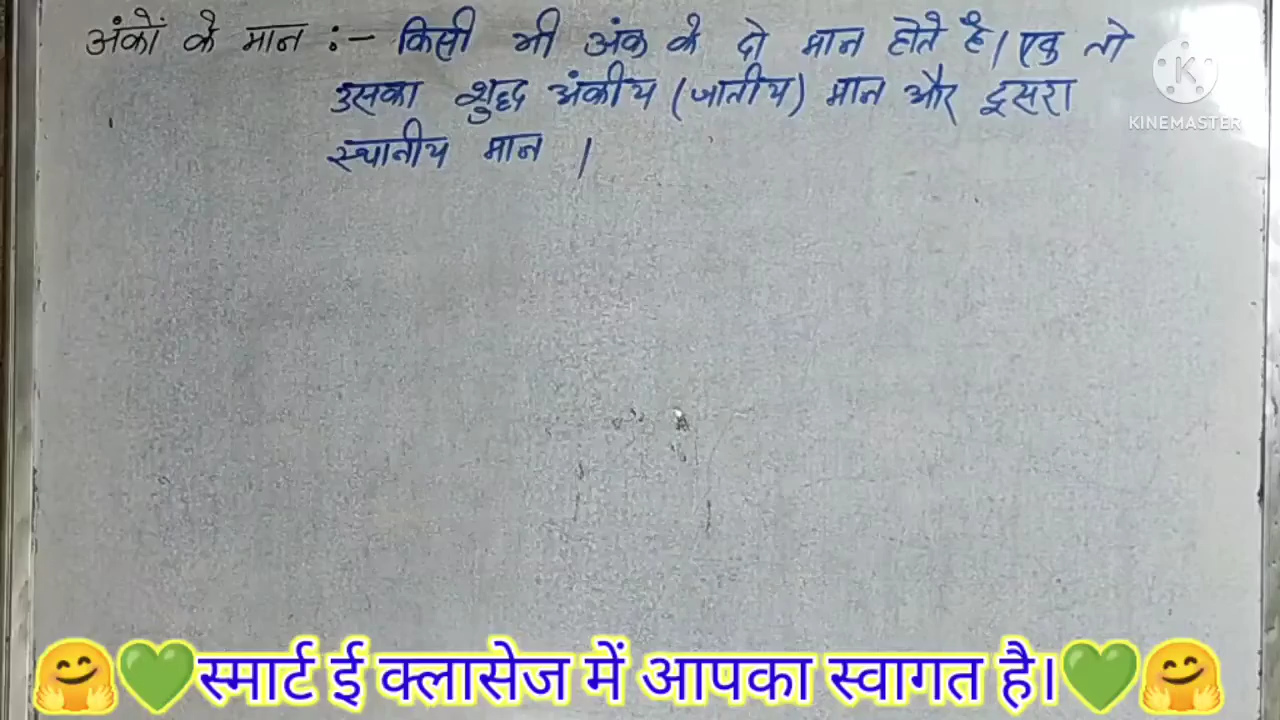 अंकों के मान :- किसी भी अंक के दो मान होते है। एक तो
उसका शुद्ध अंकीय (जातीय) मान और दूसरा
स्थानीय मान ।
KINEMASTER
🤗💚स्मार्ट ई क्लासेज में आपका स्वागत है।💚🤗